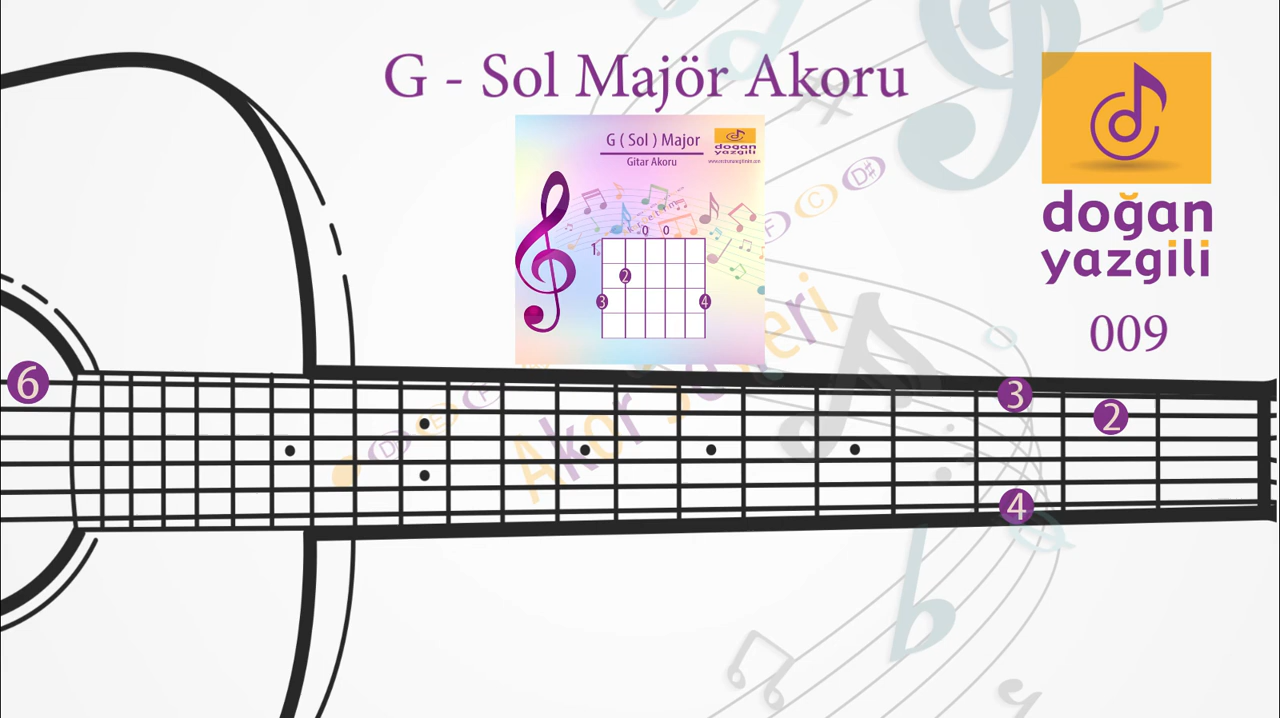 G - Sol Majör Akoru
G ( Sol ) Major
Gitar Akoru
doğan
yazgili
0 0
1
2
3
4
doğan
yazgili
009
F
C
D#
Akor
6
3
2
4